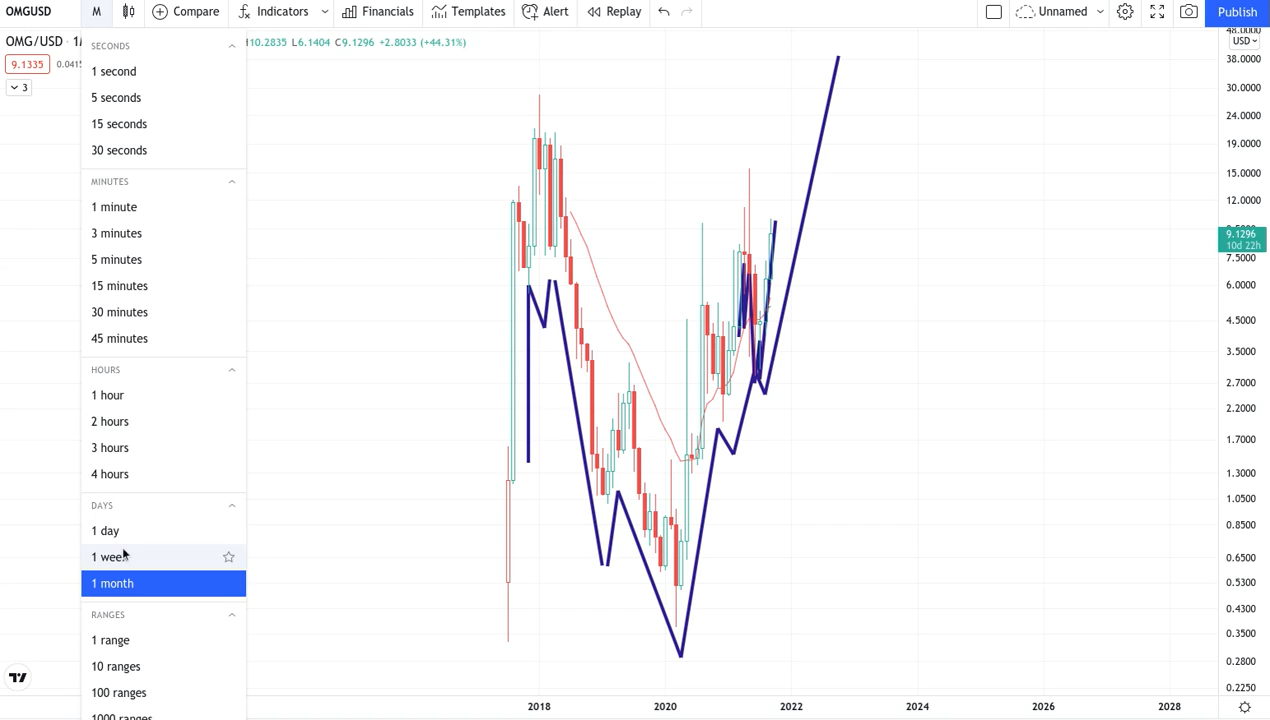 OMGUSD M Compare Indicators Financials Templates Alert Replay Unnamed Publish
OMG/USD · H10.2835 L6.1404 C9.1296 +2.8033 (+44.31%)
9.1335
3
SECONDS
1 second
5 seconds
15 seconds
30 seconds
MINUTES
1 minute
3 minutes
5 minutes
15 minutes
30 minutes
45 minutes
HOURS
1 hour
2 hours
3 hours
4 hours
DAYS
1 day
1 week
1 month
RANGES
1 range
10 ranges
100 ranges
1000 ranges
48.0000
USD
38.0000
30.0000
24.0000
19.0000
15.0000
12.0000
9.1296
10d 22h
7.5000
6.0000
4.5000
3.5000
2.7000
2.2000
1.7000
1.3000
1.0500
0.8500
0.6500
0.5300
0.4300
0.3500
0.2800
0.2250
2018 2020 2022 2024 2026 2028